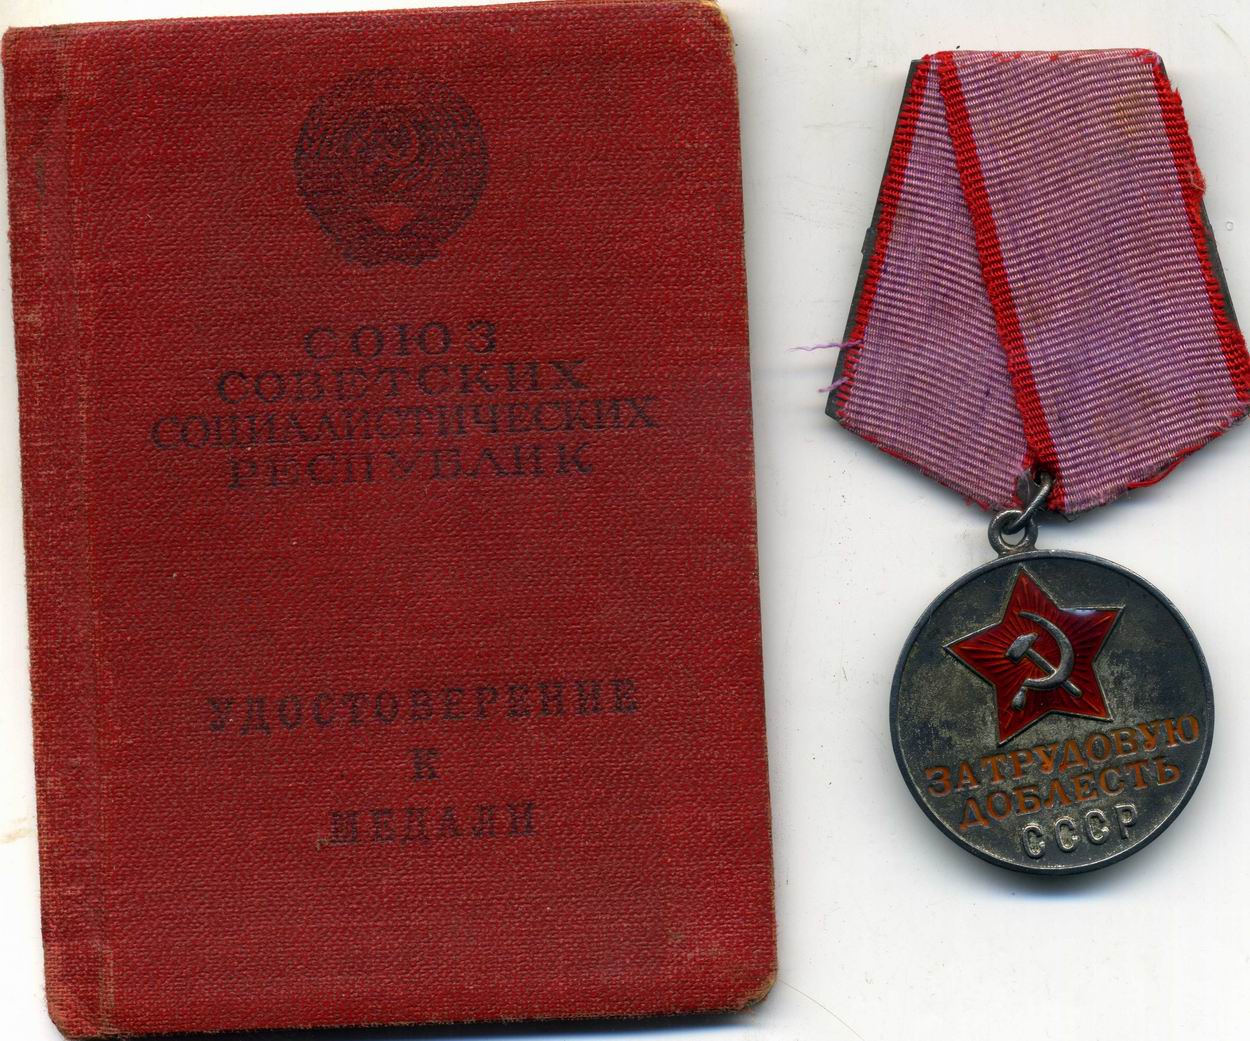 СОЮЗ
СОВЕТСКИХ
СОЦИАЛИСТИЧЕСКИХ
РЕСПУБЛИК
УДОСТОВЕРЕНИЕ
К
МЕДАЛИ
ЗА ТРУДОВУЮ
ДОБЛЕСТЬ
СССР